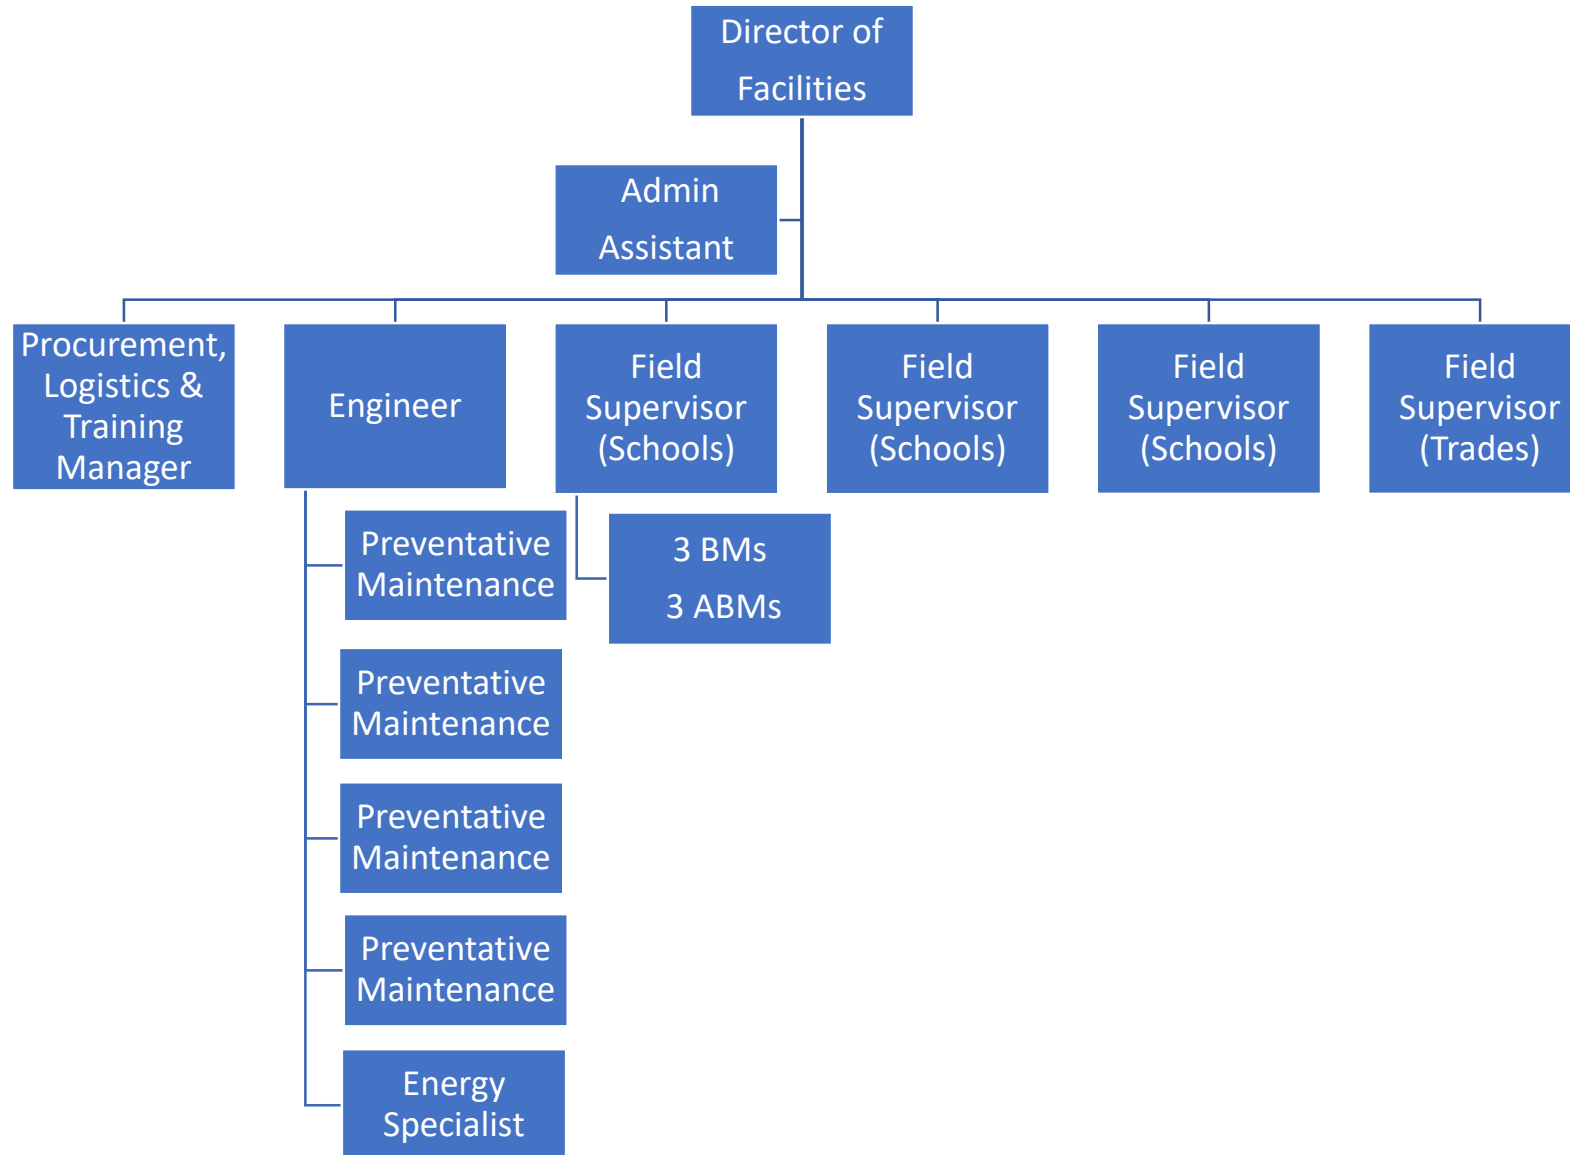 Director of
Facilities
Admin
Assistant
Procurement,
Logistics &
Training
Manager
Engineer
Field
Supervisor
(Schools)
Field
Supervisor
(Schools)
Field
Supervisor
(Schools)
Field
Supervisor
(Trades)
Preventative
Maintenance
3 BMs
3 ABMs
Preventative
Maintenance
Preventative
Maintenance
Preventative
Maintenance
Energy
Specialist